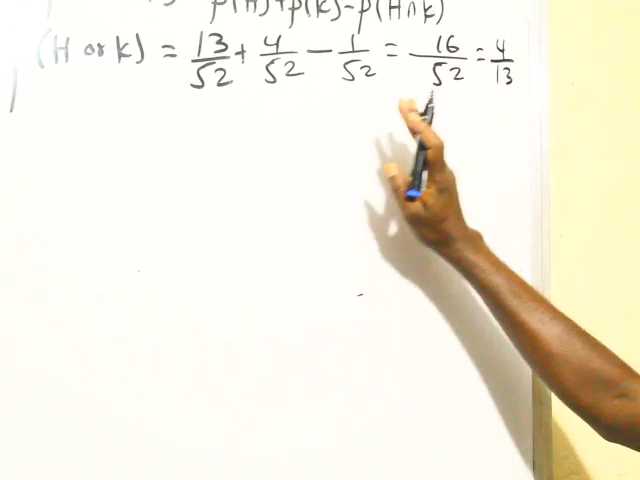 P(H)+P(K)-P(H∩K)
P(H or K) = 13/52 + 4/52 - 1/52 = 16/52 = 4/13